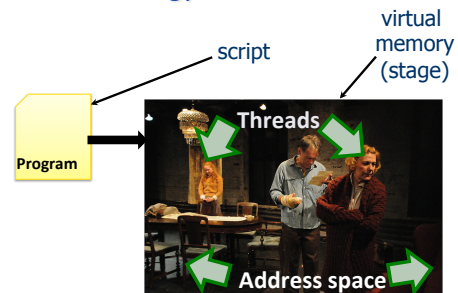 virtual
memory
(stage)
script
Threads
Program
Address space